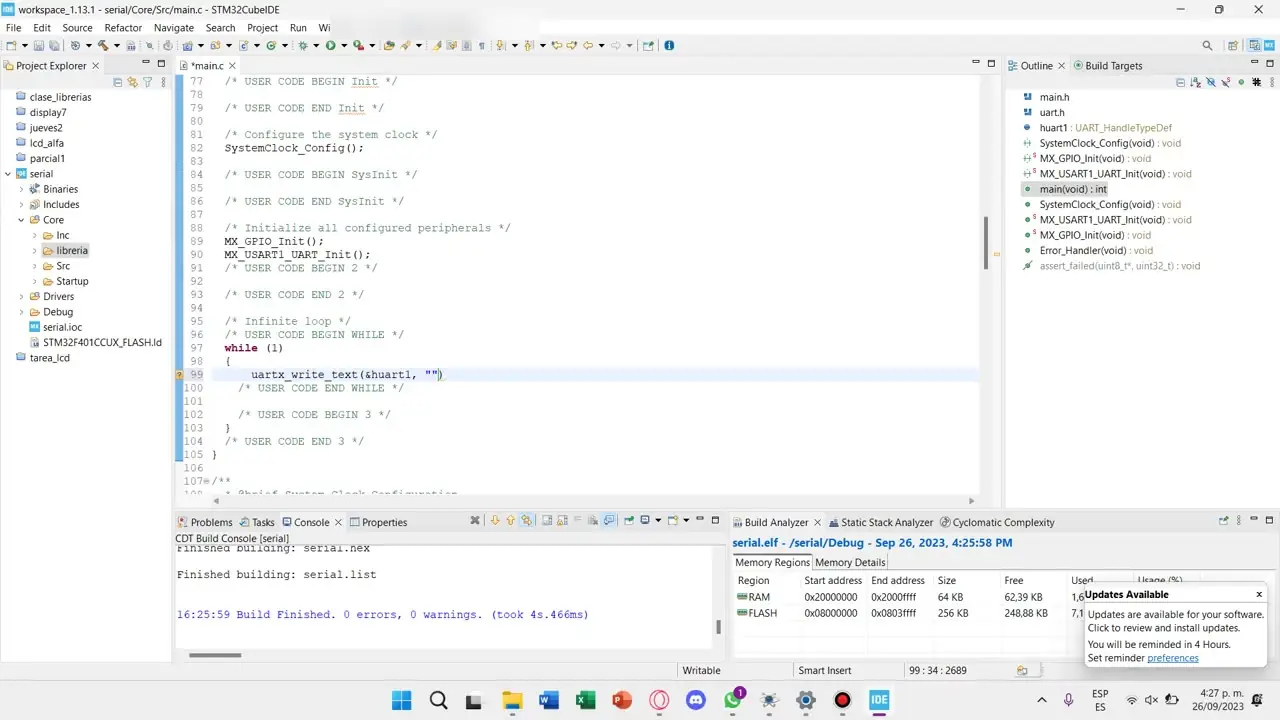 workspace_1.13.1 - serial/Core/Src/main.c - STM32CubeIDE
File Edit Source Refactor Navigate Search Project Run Wi
Project Explorer
clase_librerias
display7
jueves2
lcd_alfa
parcial1
serial
Binaries
Includes
Core
Inc
libreria
Src
Startup
Drivers
Debug
serial.ioc
STM32F401CCUX_FLASH.ld
tarea_lcd
*main.c
77 /* USER CODE BEGIN Init */
78
79 /* USER CODE END Init */
80
81 /* Configure the system clock */
82 SystemClock_Config();
83
84 /* USER CODE BEGIN SysInit */
85
86 /* USER CODE END SysInit */
87
88 /* Initialize all configured peripherals */
89 MX_GPIO_Init();
90 MX_USART1_UART_Init();
91 /* USER CODE BEGIN 2 */
92
93 /* USER CODE END 2 */
94
95 /* Infinite loop */
96 /* USER CODE BEGIN WHILE */
97 while (1)
98 {
99 uartx_write_text(&huart1, "")
100 /* USER CODE END WHILE */
101
102 /* USER CODE BEGIN 3 */
103 }
104 /* USER CODE END 3 */
105 }
106
107 /**
108 * @brief System Clock Configuration
Outline Build Targets
main.h
uart.h
huart1 : UART_HandleTypeDef
SystemClock_Config(void) : void
MX_GPIO_Init(void) : void
MX_USART1_UART_Init(void) : void
main(void) : int
SystemClock_Config(void) : void
MX_USART1_UART_Init(void) : void
MX_GPIO_Init(void) : void
Error_Handler(void) : void
assert_failed(uint8_t*, uint32_t) : void
Problems Tasks Console Properties
CDT Build Console [serial]
Finished building: serial.hex
Finished building: serial.list
16:25:59 Build Finished. 0 errors, 0 warnings. (took 4s.466ms)
Build Analyzer Static Stack Analyzer Cyclomatic Complexity
serial.elf - /serial/Debug - Sep 26, 2023, 4:25:58 PM
Memory Regions Memory Details
Region Start address End address Size Free Used Usage (%)
RAM 0x20000000 0x2000ffff 64 KB 62,39 KB 1,6
FLASH 0x08000000 0x0803ffff 256 KB 248,88 KB 7,1
Updates Available
Updates are available for your software.
Click to review and install updates.
You will be reminded in 4 Hours.
Set reminder preferences
Writable Smart Insert 99 : 34 : 2689
1
IDE
ESP
ES
4:27 p. m.
26/09/2023